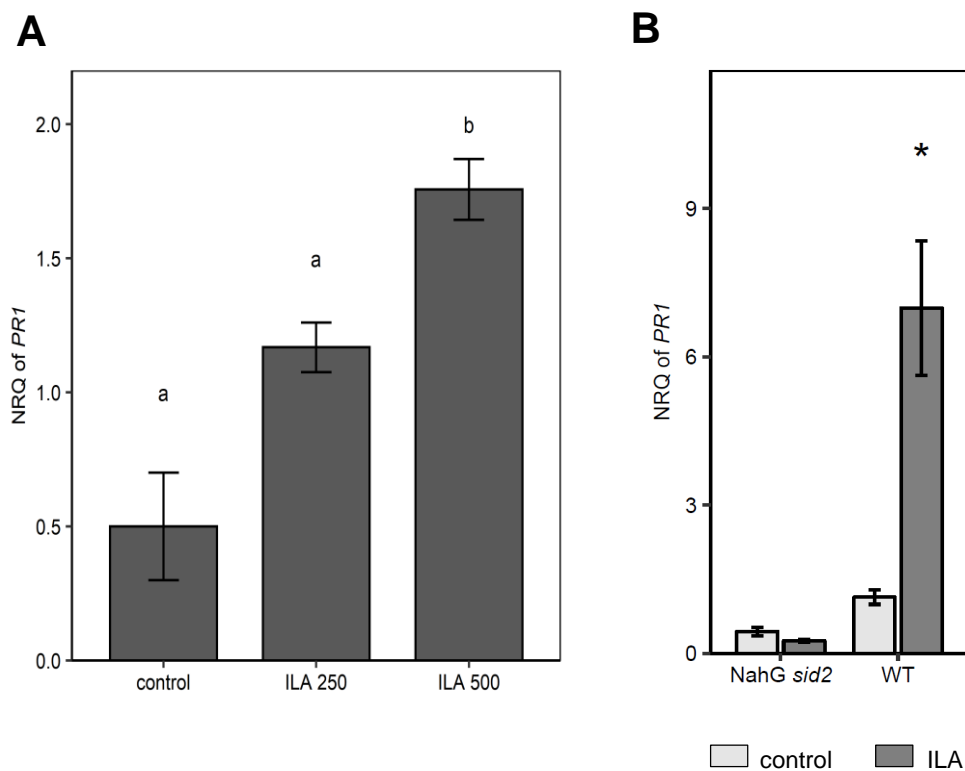 A
NRQ of PR1
2.0
1.5
1.0
0.5
0.0
a
a
b
control ILA 250 ILA 500
B
NRQ of PR1
9
6
3
0
*
NahG sid2 WT
control ILA